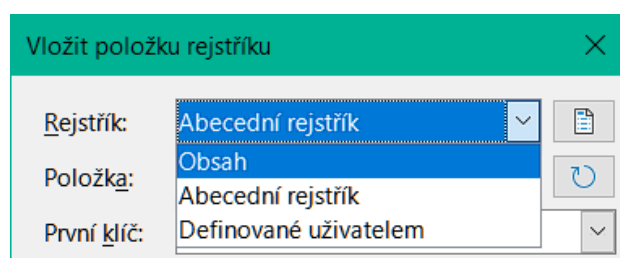 Vložit položku rejstříku
Rejstřík: Abecední rejstřík
Obsah
Položka:
Abecední rejstřík
První klíč: Definované uživatelem